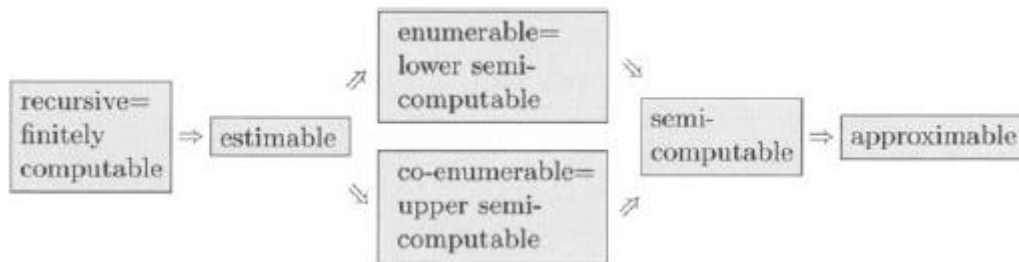 recursive=
finitely
computable
⇒
estimable
⇗
enumerable=
lower semi-
computable
⇘
⇘
co-enumerable=
upper semi-
computable
⇗
semi-
computable
⇒
approximable